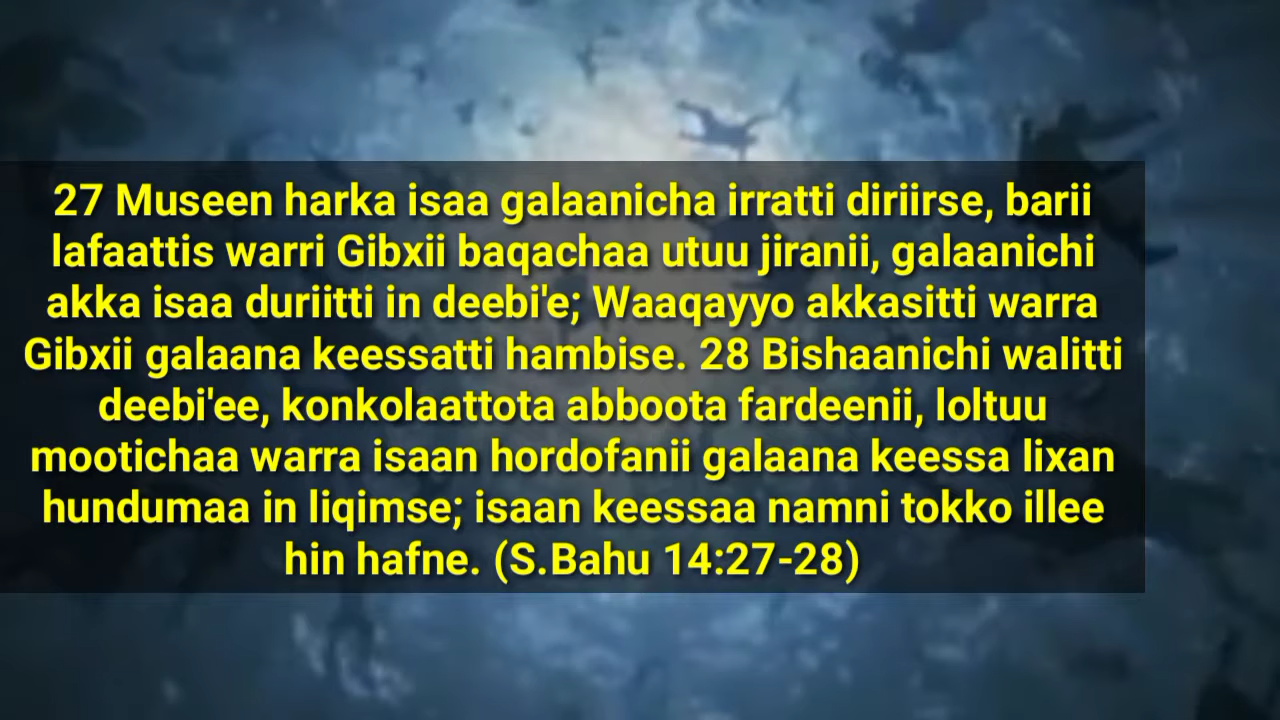 27 Museen harka isaa galaanicha irratti diriirse, barii
lafaattis warri Gibxii baqachaa utuu jiranii, galaanichi
akka isaa duriitti in deebi'e; Waaqayyo akkasitti warra
Gibxii galaana keessatti hambise. 28 Bishaanichi walitti
deebi'ee, konkolaattota abboota fardeenii, loltuu
mootichaa warra isaan hordofanii galaana keessa lixan
hundumaa in liqimse; isaan keessaa namni tokko illee
hin hafne. (S.Bahu 14:27-28)